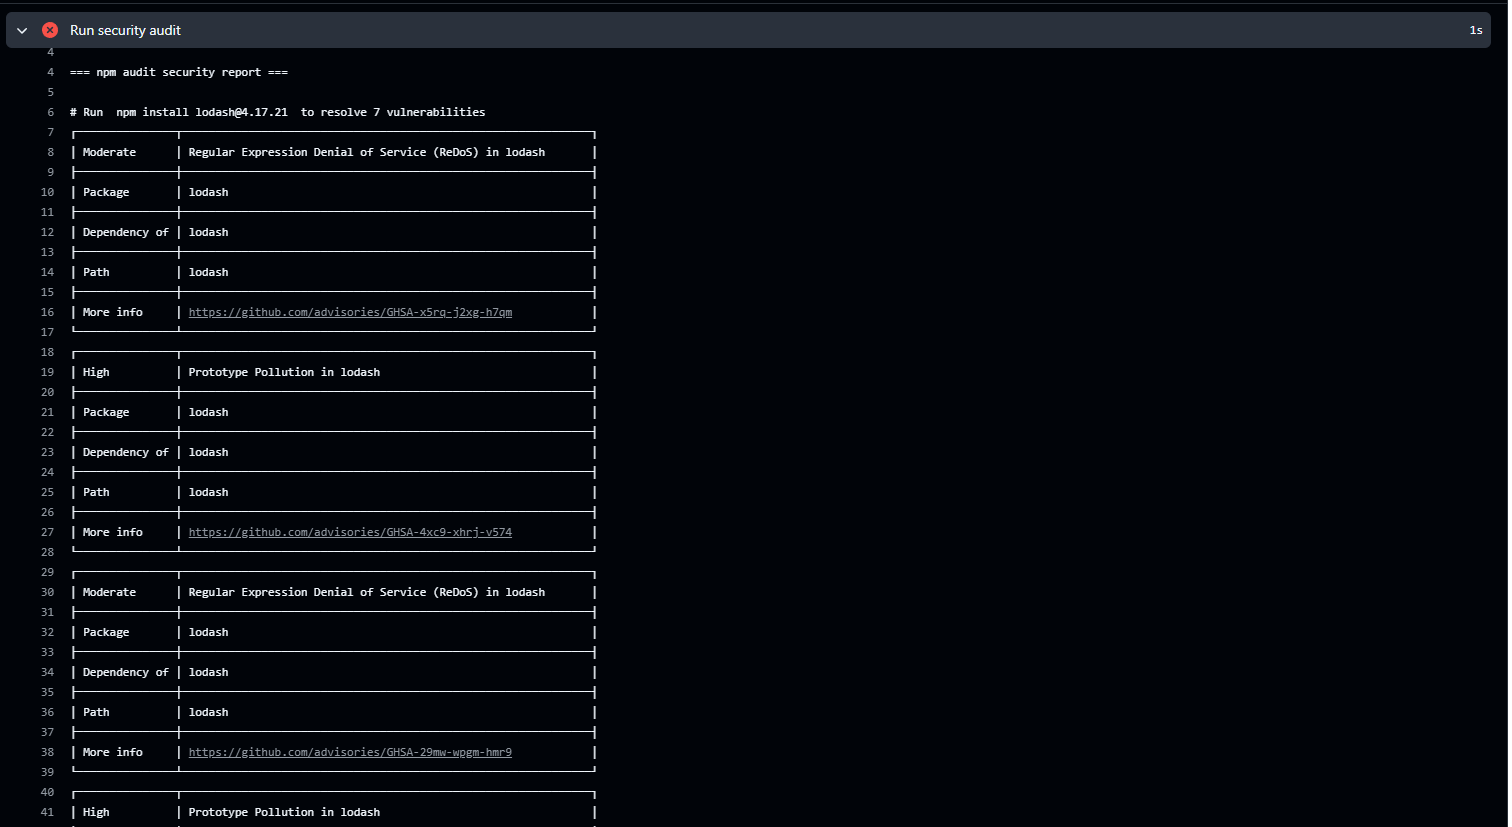 Run security audit 1s
4
4 === npm audit security report ===
5
6 # Run  npm install lodash@4.17.21  to resolve 7 vulnerabilities
7
8 │ Moderate │ Regular Expression Denial of Service (ReDoS) in lodash │
9
10 │ Package │ lodash │
11
12 │ Dependency of │ lodash │
13
14 │ Path │ lodash │
15
16 │ More info │ https://github.com/advisories/GHSA-x5rq-j2xg-h7qm │
17
18
19 │ High │ Prototype Pollution in lodash │
20
21 │ Package │ lodash │
22
23 │ Dependency of │ lodash │
24
25 │ Path │ lodash │
26
27 │ More info │ https://github.com/advisories/GHSA-4xc9-xhrj-v574 │
28
29
30 │ Moderate │ Regular Expression Denial of Service (ReDoS) in lodash │
31
32 │ Package │ lodash │
33
34 │ Dependency of │ lodash │
35
36 │ Path │ lodash │
37
38 │ More info │ https://github.com/advisories/GHSA-29mw-wpgm-hmr9 │
39
40
41 │ High │ Prototype Pollution in lodash │